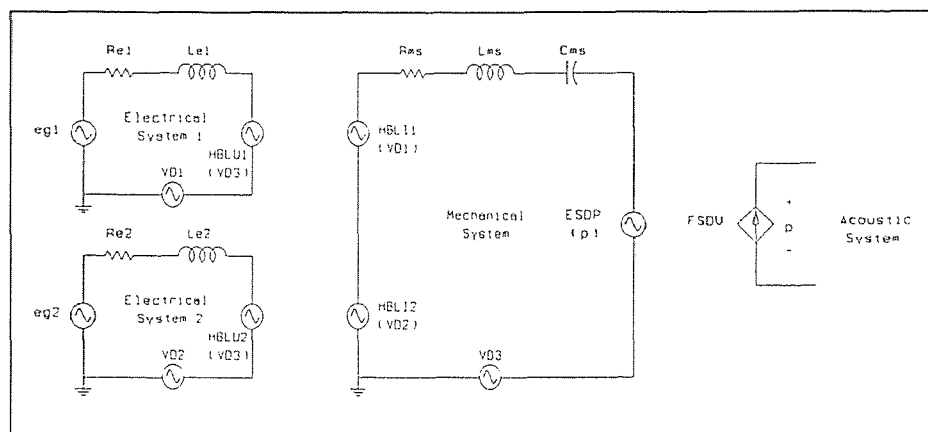 Re1
Le1
eg1
Electrical
System 1
HBLU1
(VD3)
VD1
Re2
Le2
eg2
Electrical
System 2
HBLU2
(VD3)
VD2
Rms
Lms
Cms
HBLI1
(VD1)
Mechanical
System
ESDP
(p)
HBLI2
(VD2)
VD3
FSDU
+
p
-
Acoustic
System